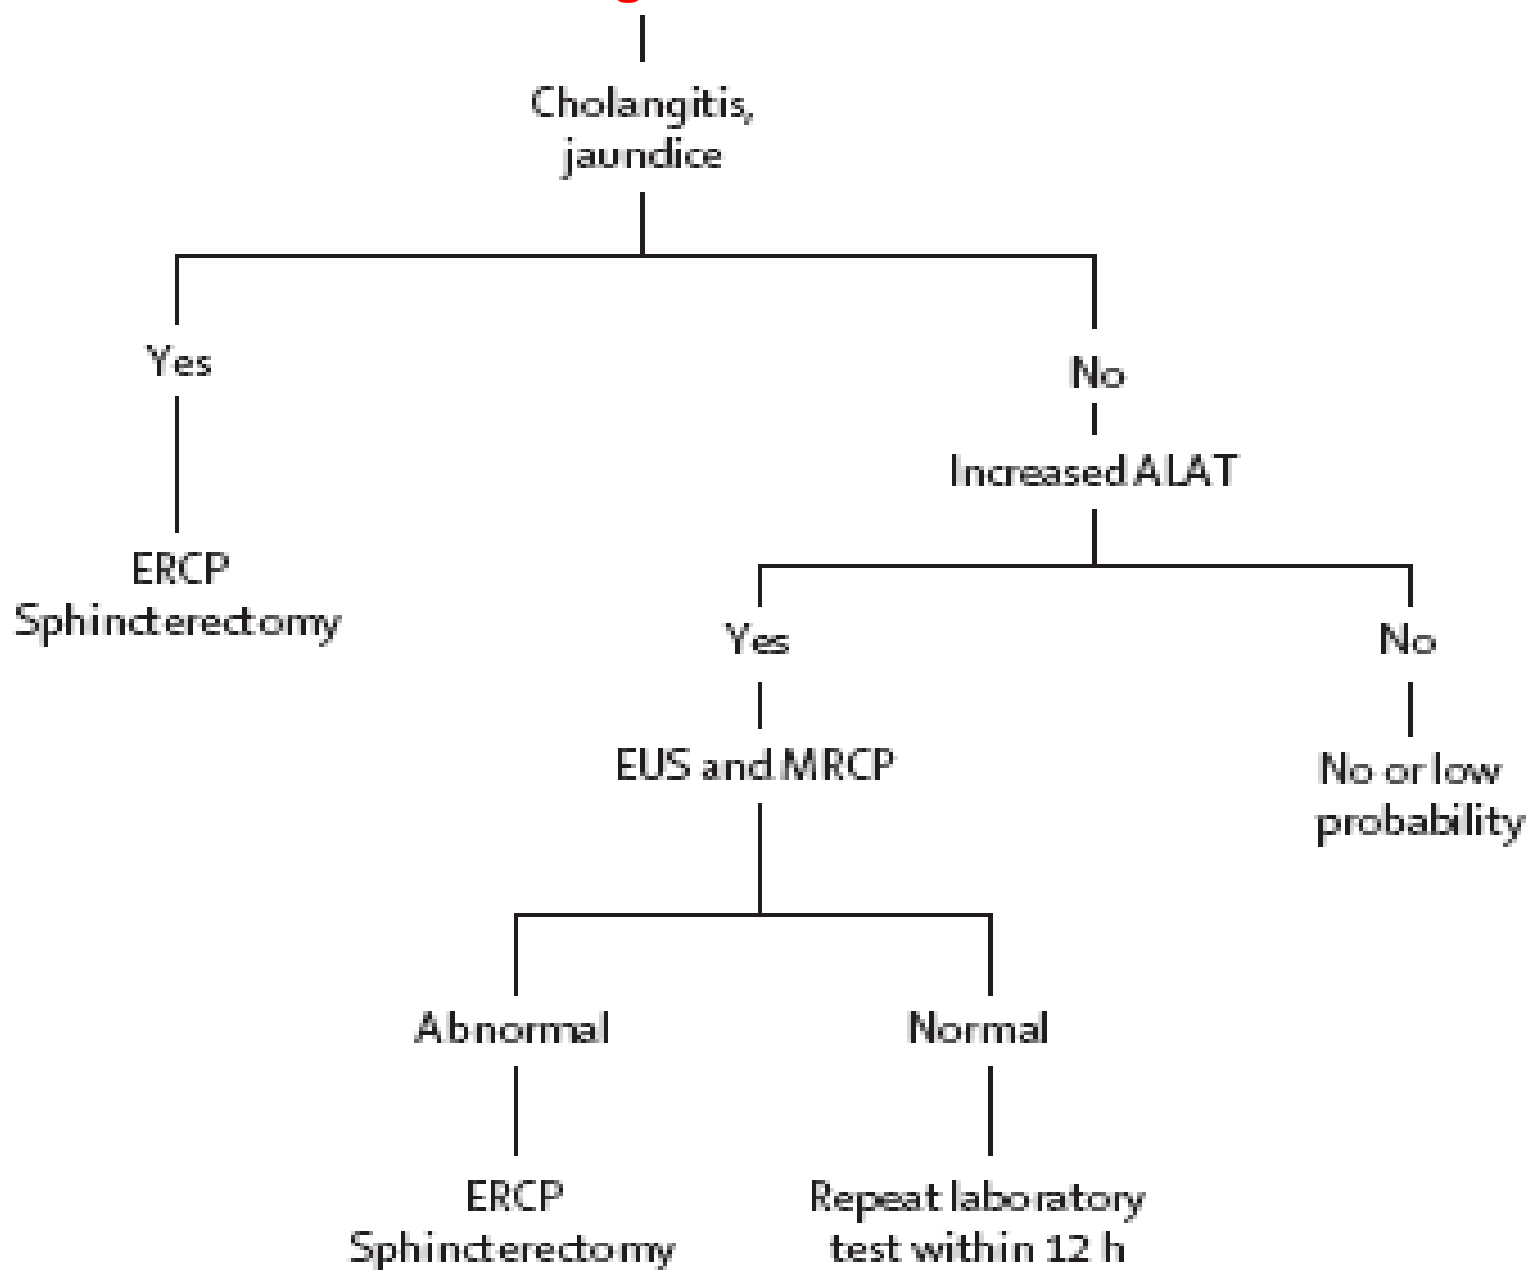 Cholangitis,
jaundice
Yes
No
Increased ALAT
ERCP
Sphincterectomy
Yes
No
EUS and MRCP
No or low
probability
Abnormal
Normal
ERCP
Sphincterectomy
Repeat laboratory
test within 12 h